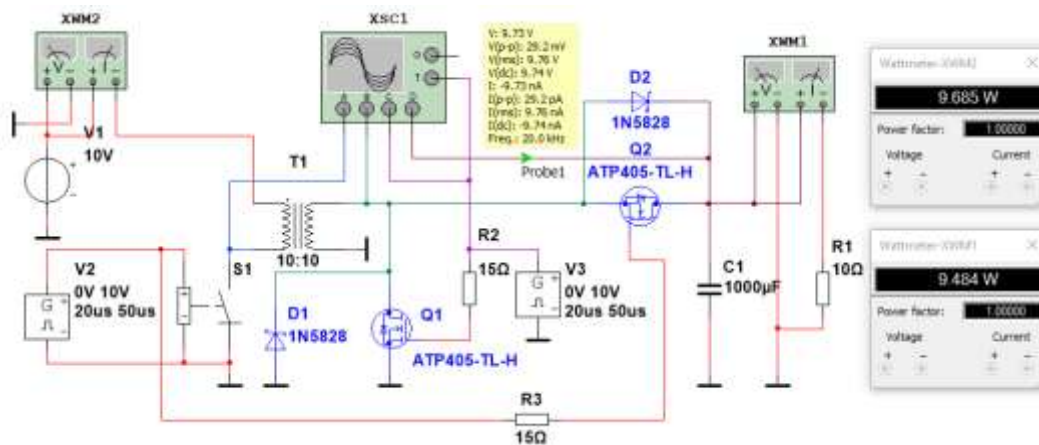 XWM2
XSC1
V: 9.73 V
V(p-p): 29.2 mV
V(rms): 9.76 V
V(dc): 9.74 V
I: -9.73 nA
I(p-p): 29.2 pA
I(rms): 9.76 nA
I(dc): -9.74 nA
Freq.: 20.0 kHz
Probe1
XWM1
V1
10V
T1
10:10
D2
1N5828
Q2
ATP405-TL-H
V2
0V 10V
20us 50us
S1
D1
1N5828
Q1
ATP405-TL-H
R2
15Ω
V3
0V 10V
20us 50us
C1
1000µF
R1
10Ω
R3
15Ω
Wattmeter-XWM2
9.685 W
Power factor: 1.00000
Voltage Current
+ - + -
Wattmeter-XWM1
9.484 W
Power factor: 1.00000
Voltage Current
+ - + -